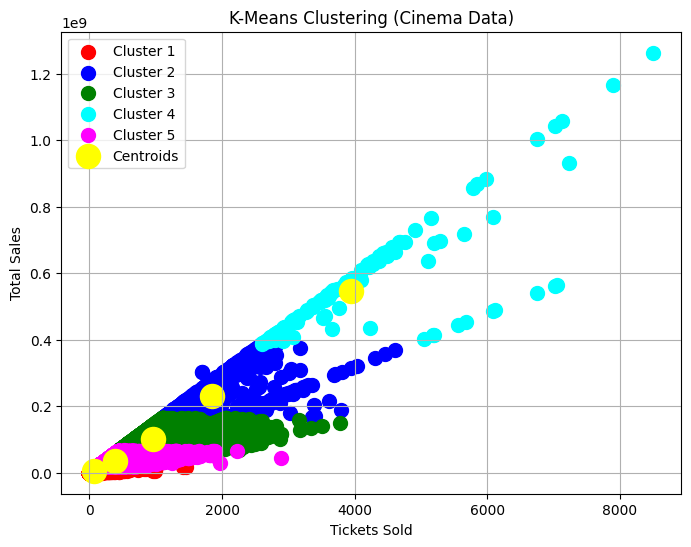 K-Means Clustering (Cinema Data)
1e9
Cluster 1
Cluster 2
Cluster 3
Cluster 4
Cluster 5
Centroids
Total Sales
1.2
1.0
0.8
0.6
0.4
0.2
0.0
0 2000 4000 6000 8000
Tickets Sold